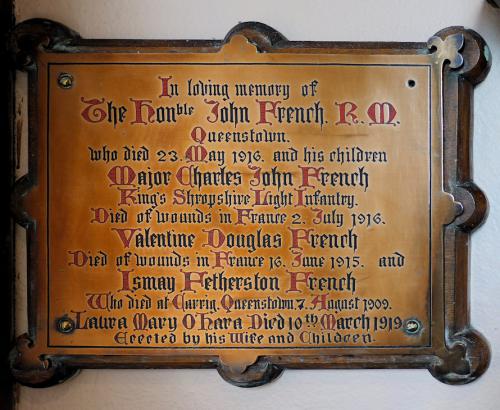 In loving memory of
The Honble John French. R.M.
Queenstown.
who died 23. May 1916. and his children
Major Charles John French
King's Shropshire Light Infantry.
Died of wounds in France 2. July 1916.
Valentine Douglas French
Died of wounds in France 16. June 1915. and
Ismay Fetherston French
Who died at Carrig, Queenstown, 7. August 1909.
Laura Mary O'Hara Died 10th March 1919
Erected by his Wife and Children.